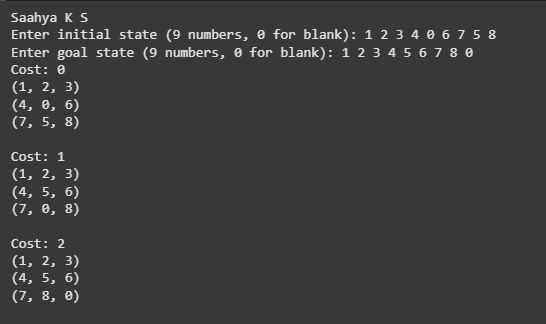 Saahya K S
Enter initial state (9 numbers, 0 for blank): 1 2 3 4 0 6 7 5 8
Enter goal state (9 numbers, 0 for blank): 1 2 3 4 5 6 7 8 0
Cost: 0
(1, 2, 3)
(4, 0, 6)
(7, 5, 8)
Cost: 1
(1, 2, 3)
(4, 5, 6)
(7, 0, 8)
Cost: 2
(1, 2, 3)
(4, 5, 6)
(7, 8, 0)